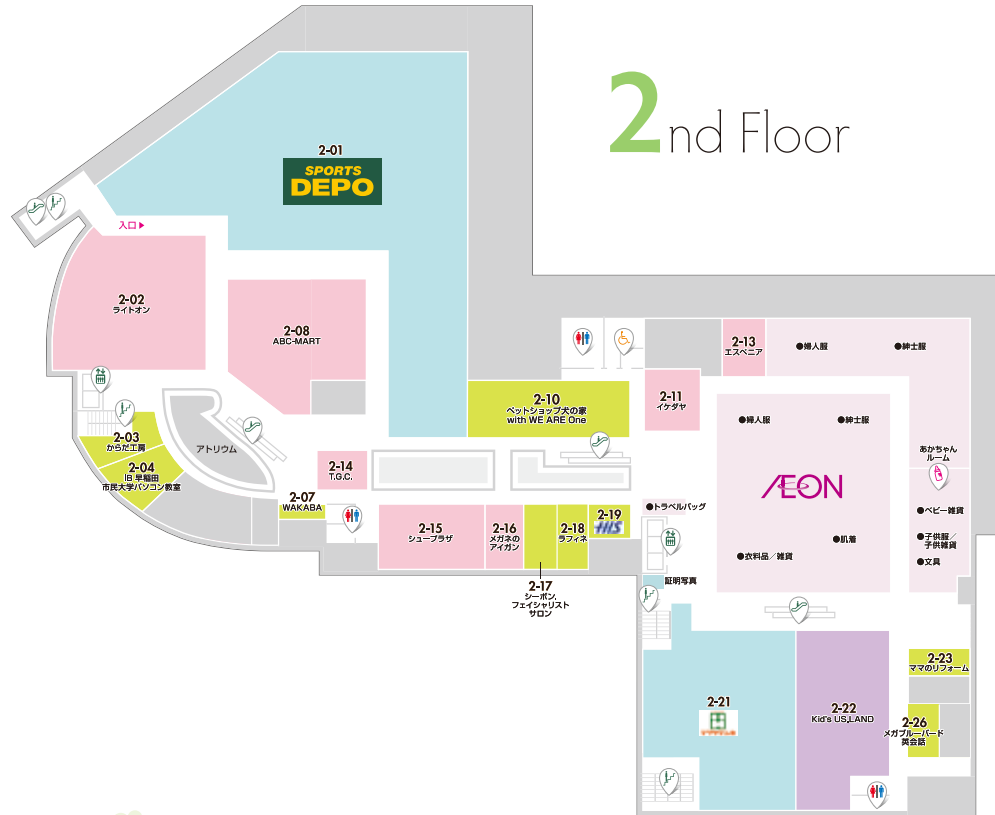 2nd Floor
2-01
SPORTS
DEPO
入口
2-02
ライトオン
2-08
ABC-MART
2-13
エスペニア
●婦人服
●紳士服
2-10
ペットショップ犬の家
with WE ARE One
2-11
イケダヤ
●婦人服
●紳士服
2-03
からだ工房
アトリウム
2-04
IB 早稲田
市民大学パソコン教室
2-14
T.G.C.
あかちゃん
ルーム
ÆON
2-07
WAKABA
●トラベルバッグ
●ベビー雑貨
2-15
シュープラザ
2-16
メガネの
アイガン
2-18
ラフィネ
2-19
HIS
●肌着
●子供服/
子供雑貨
●衣料品/雑貨
●文具
2-17
シーボン.
フェイシャリスト
サロン
証明写真
2-23
ママのリフォーム
2-21
2-22
Kid's US.LAND
2-26
メガブルーバード
英会話